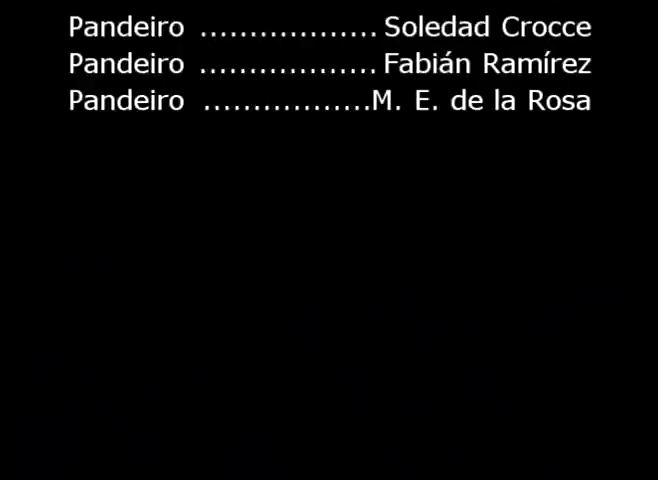 Pandeiro .................. Soledad Crocce
Pandeiro .................. Fabián Ramírez
Pandeiro .................M. E. de la Rosa